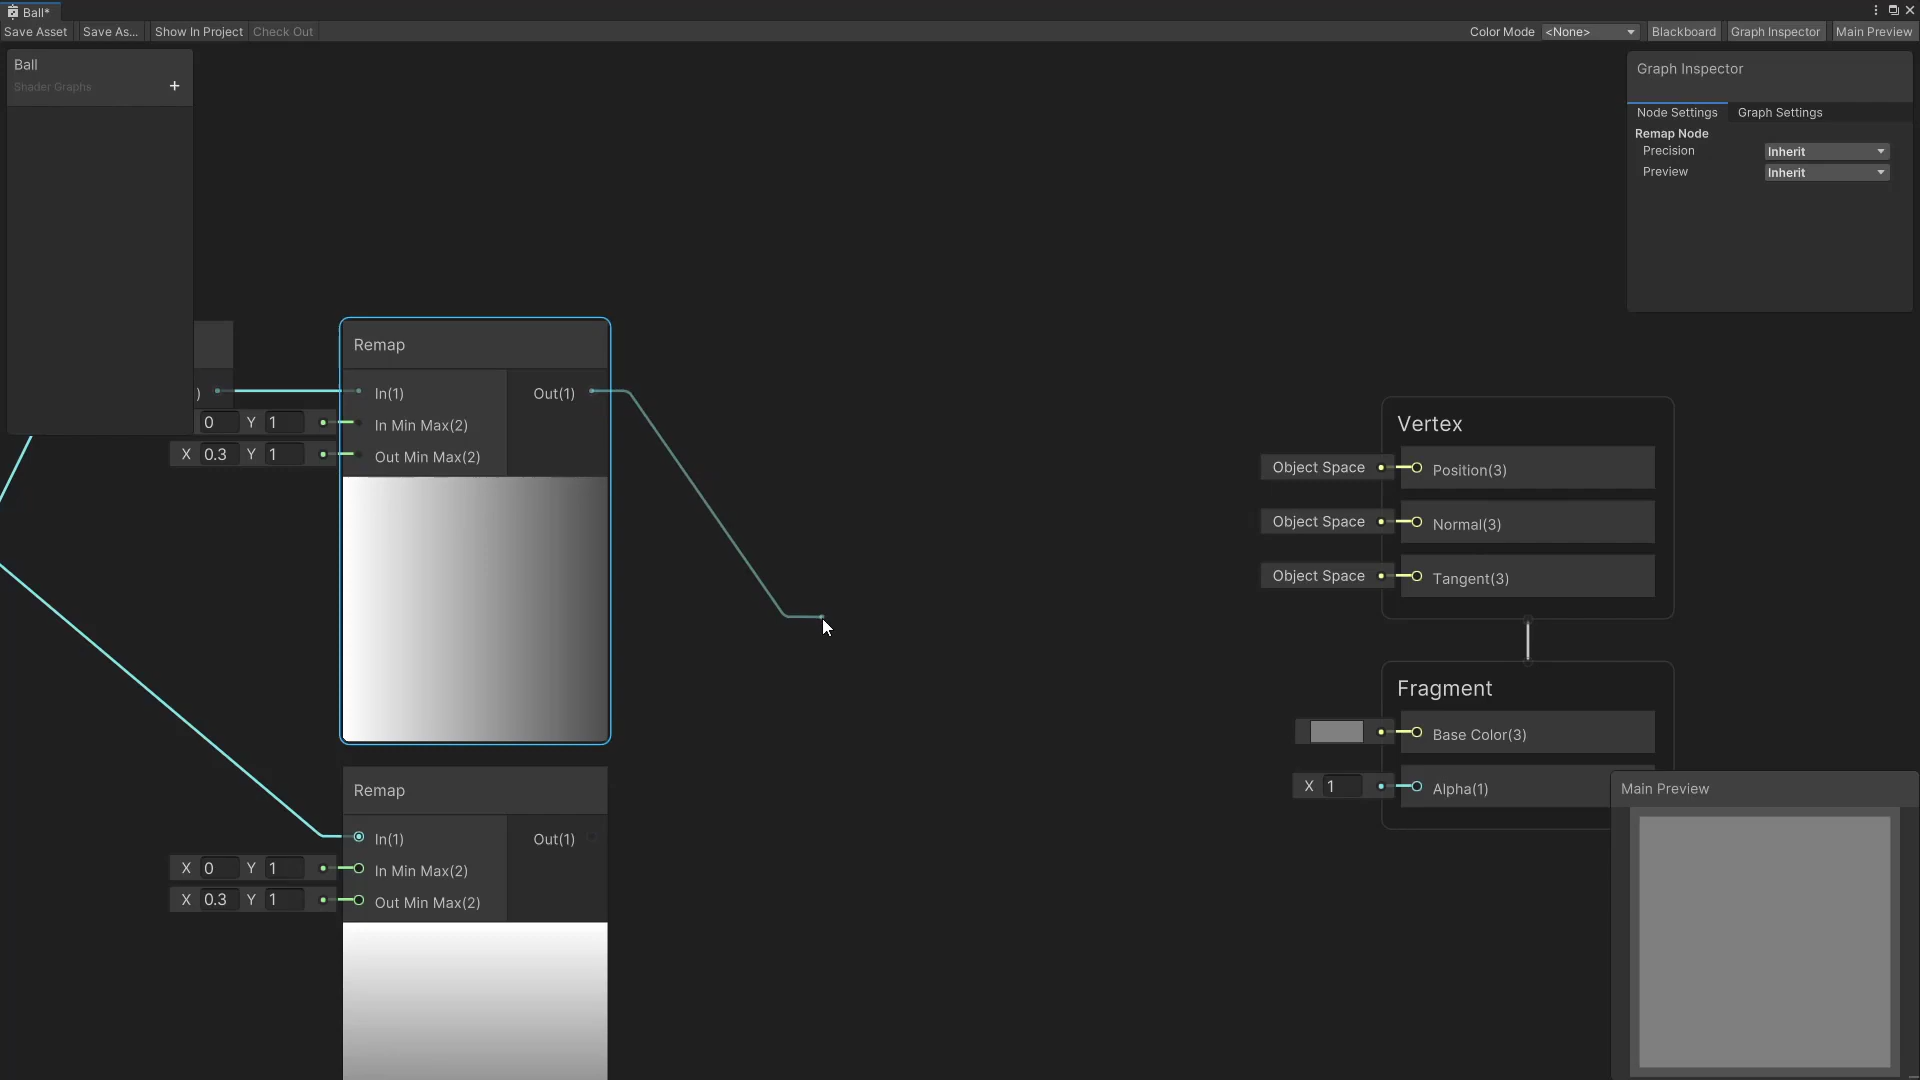 Ball*
Save Asset
Save As...
Show In Project
Check Out
Color Mode
<None>
Blackboard
Graph Inspector
Main Preview
Ball
Shader Graphs
+
Graph Inspector
Node Settings
Graph Settings
Remap Node
Precision
Inherit
Preview
Inherit
Remap
)
In(1)
Out(1)
0 Y 1
In Min Max(2)
X 0.3 Y 1
Out Min Max(2)
Vertex
Object Space
Position(3)
Object Space
Normal(3)
Object Space
Tangent(3)
Fragment
Base Color(3)
X 1
Alpha(1)
Remap
In(1)
Out(1)
X 0 Y 1
In Min Max(2)
X 0.3 Y 1
Out Min Max(2)
Main Preview